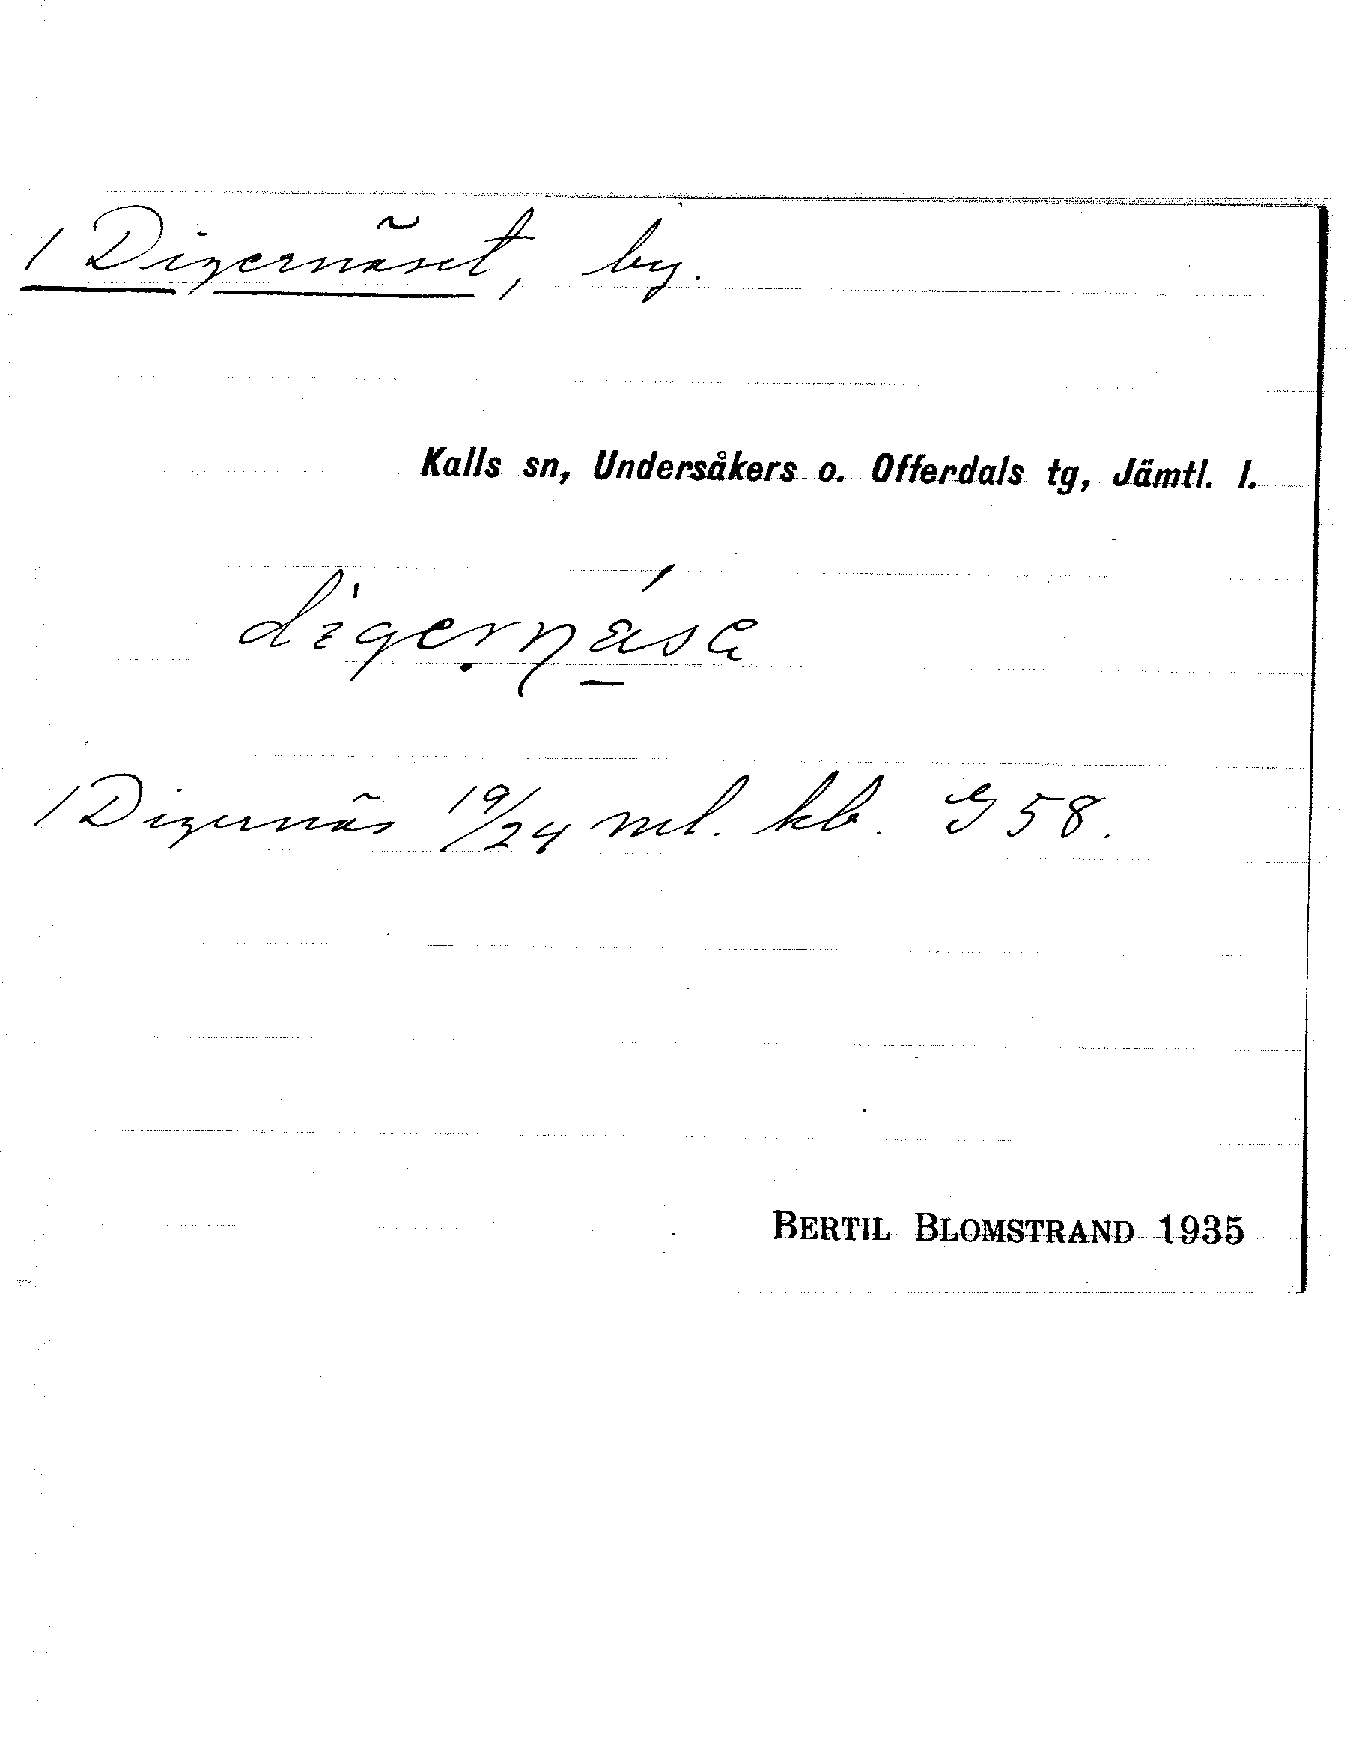 1 Digernäset, by.
Kalls sn, Undersåkers o. Offerdals tg, Jämtl. l.
digernäsa
1 Digernäs 19/24 ml. kb. G 58.
BERTIL BLOMSTRAND 1935